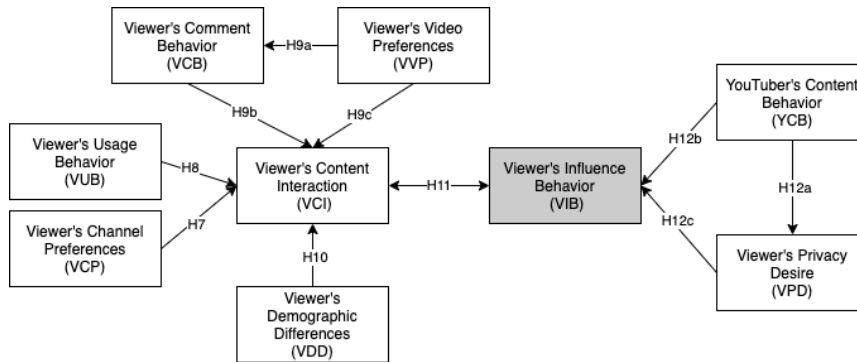 Viewer's Comment
Behavior
(VCB)
H9a
Viewer's Video
Preferences
(VVP)
YouTuber's Content
Behavior
(YCB)
H9b
H9c
H12b
Viewer's Usage
Behavior
(VUB)
H8
Viewer's Content
Interaction
(VCI)
H11
Viewer's Influence
Behavior
(VIB)
H12a
Viewer's Channel
Preferences
(VCP)
H7
H12c
H10
Viewer's Privacy
Desire
(VPD)
Viewer's
Demographic
Differences
(VDD)